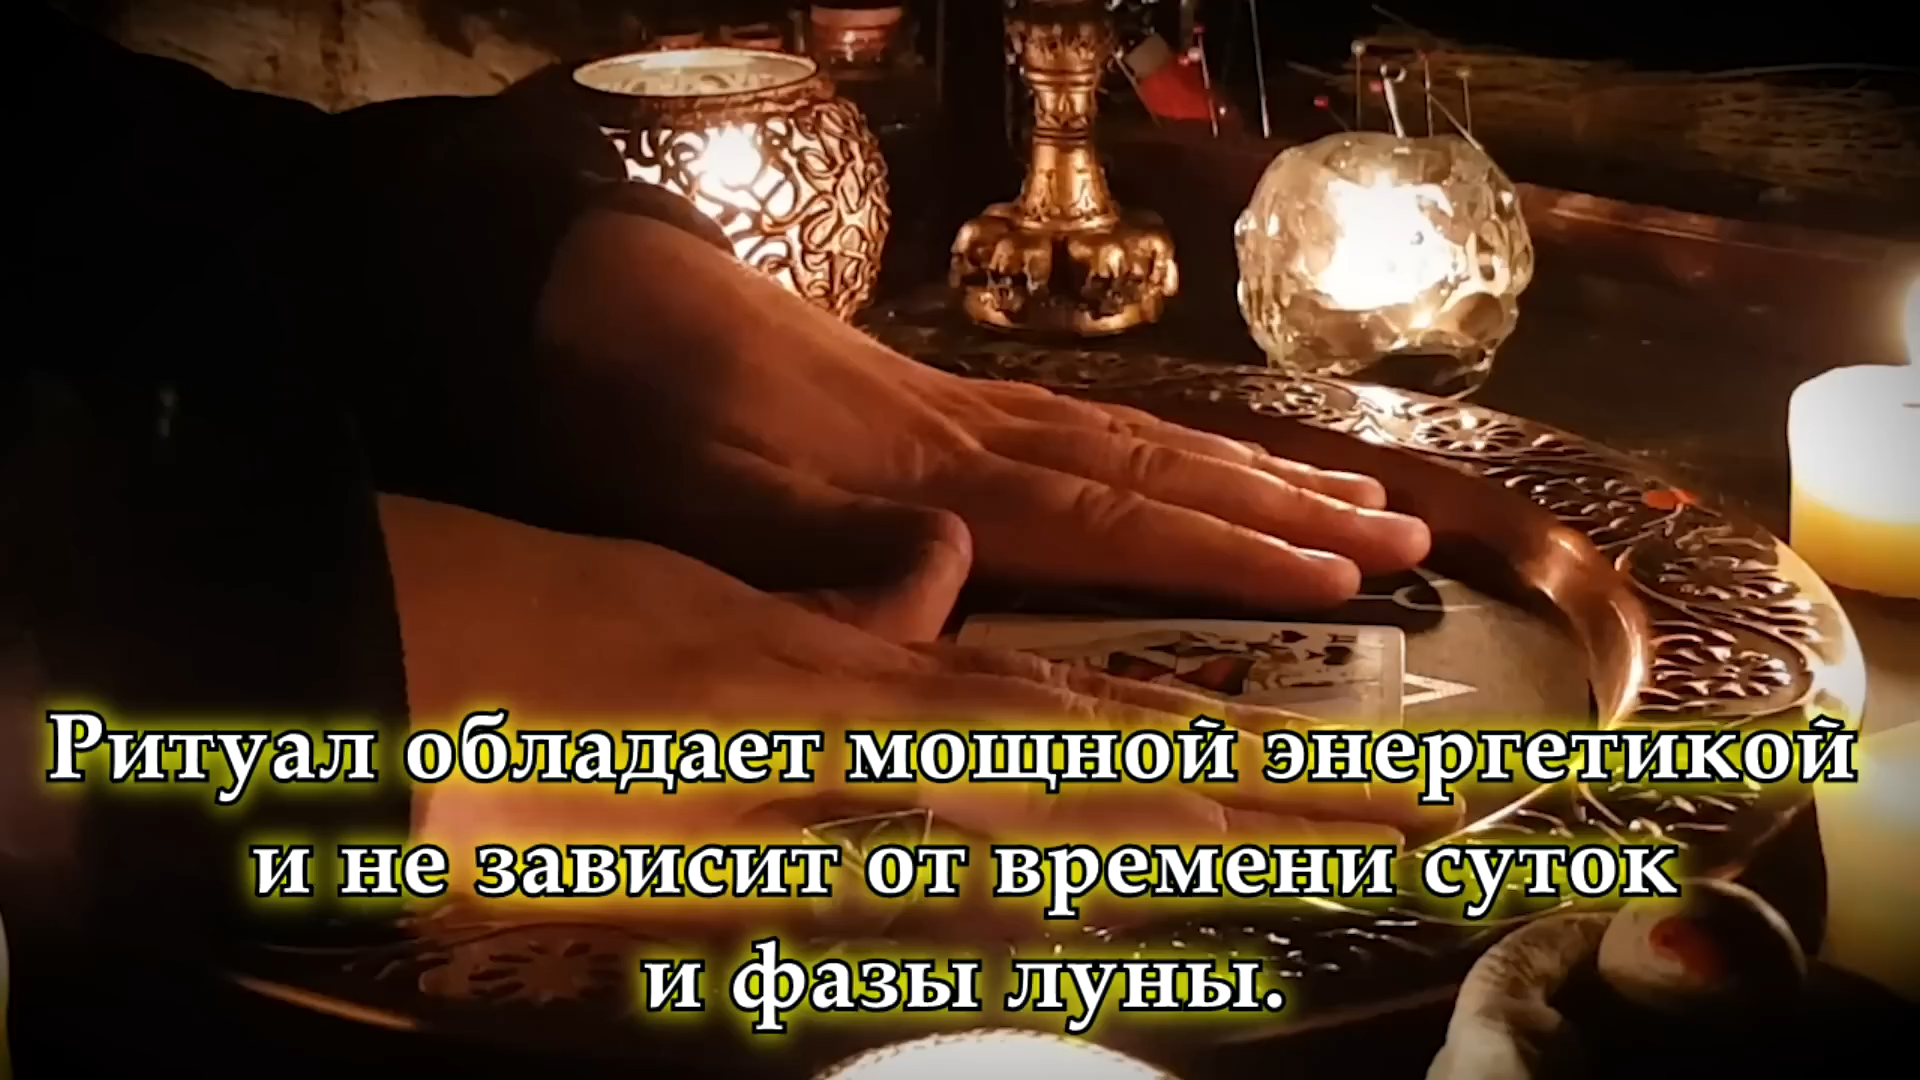 Ритуал обладает мощной энергетикой
и не зависит от времени суток
и фазы луны.